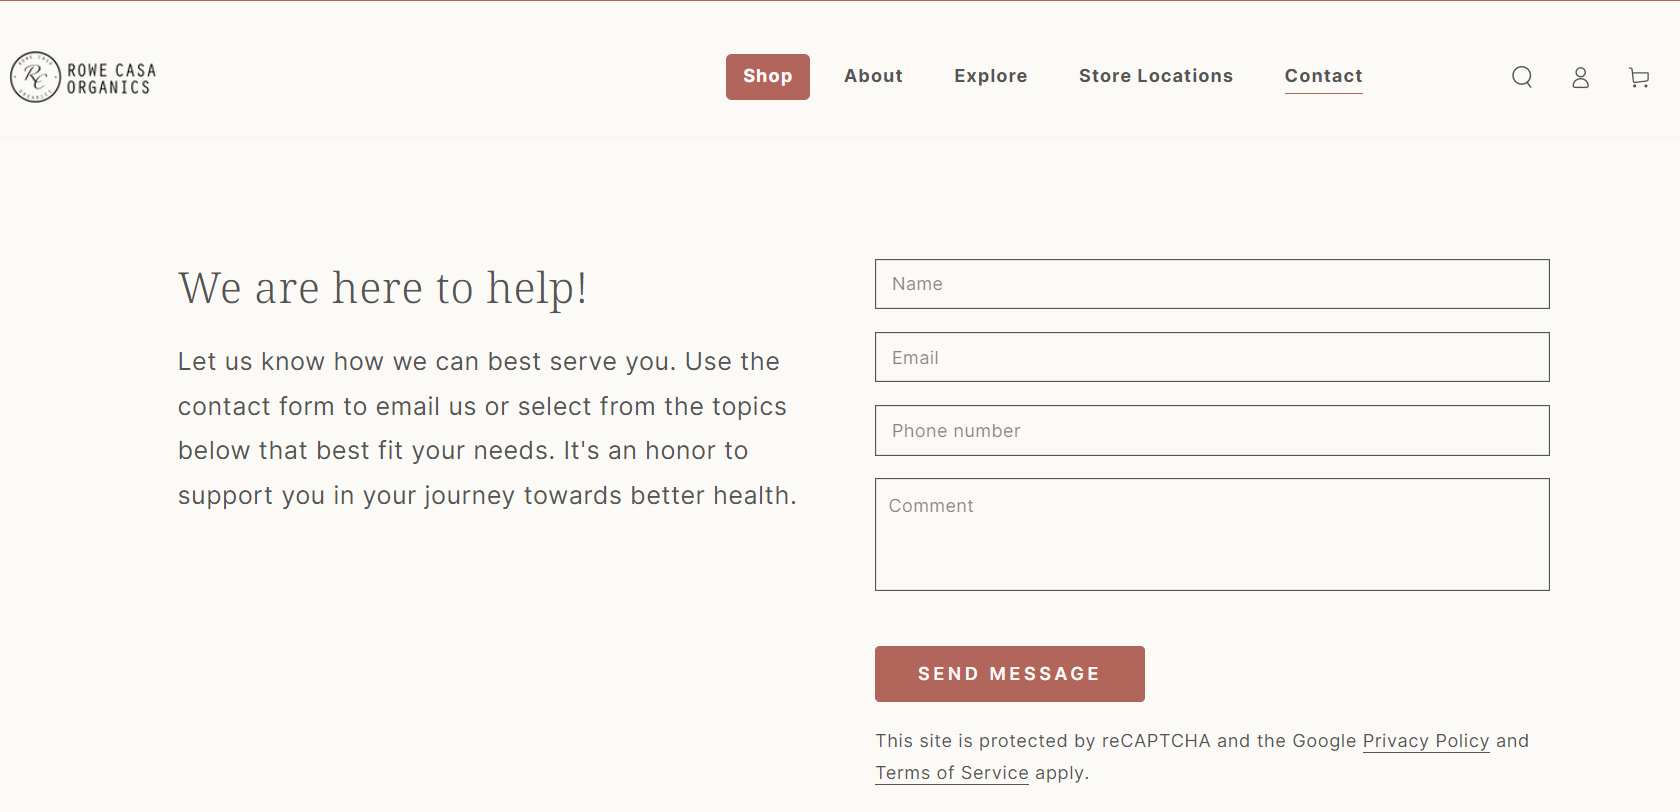 ROWE CASA
RC
ORGANICS
ROWE CASA
ORGANICS
Shop
About
Explore
Store Locations
Contact
We are here to help!
Let us know how we can best serve you. Use the
contact form to email us or select from the topics
below that best fit your needs. It's an honor to
support you in your journey towards better health.
Name
Email
Phone number
Comment
SEND MESSAGE
This site is protected by reCAPTCHA and the Google Privacy Policy and
Terms of Service apply.